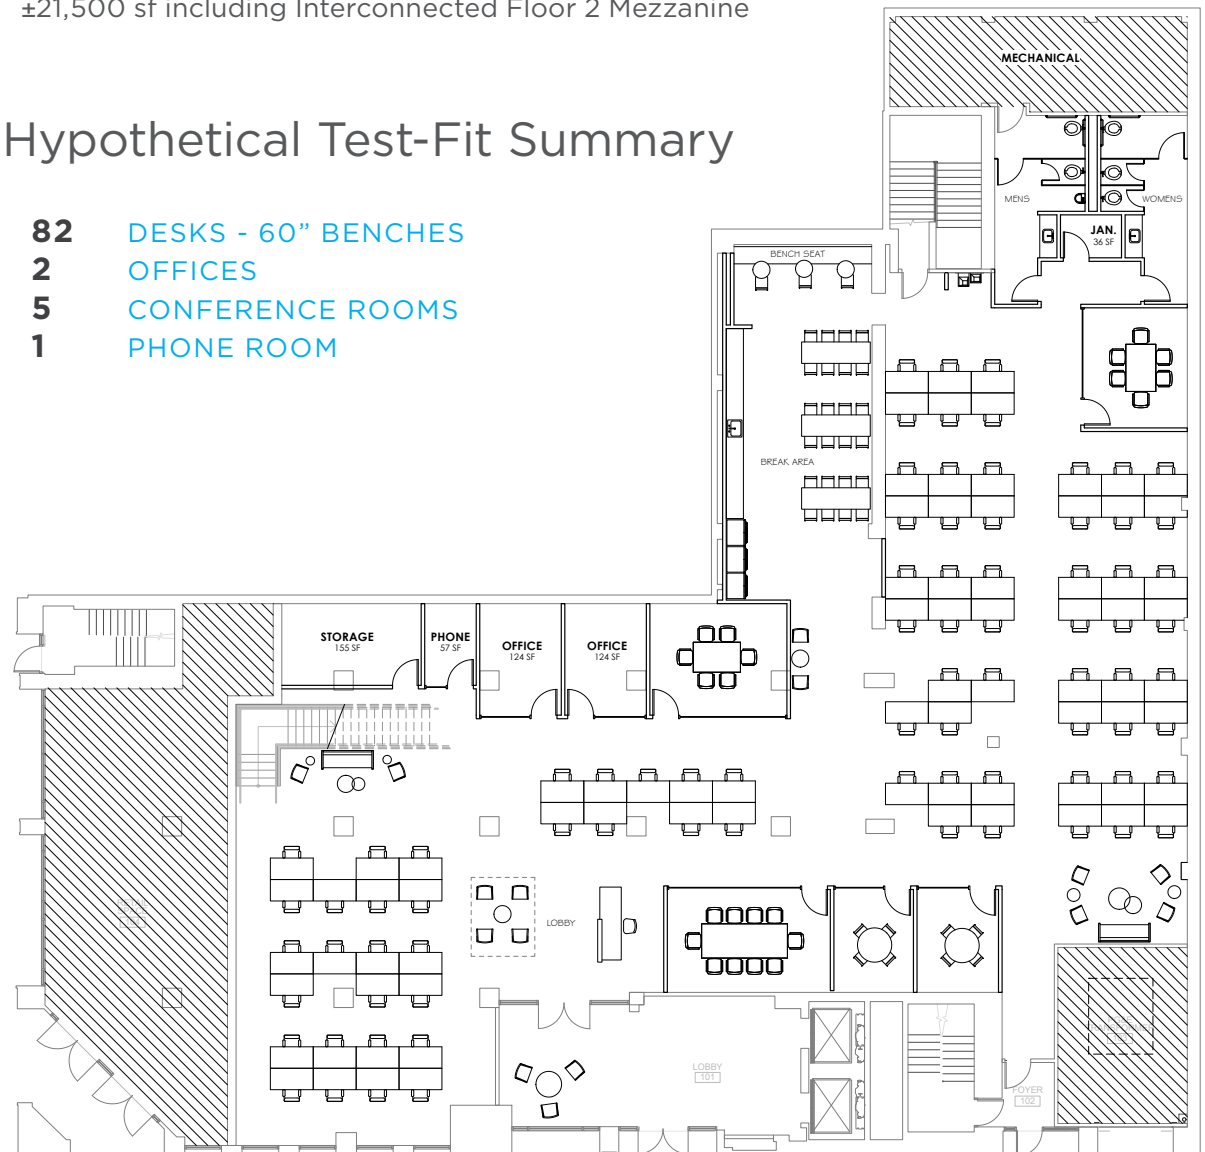 ±21,500 sf including Interconnected Floor 2 Mezzanine
Hypothetical Test-Fit Summary
82 DESKS - 60” BENCHES
2 OFFICES
5 CONFERENCE ROOMS
1 PHONE ROOM
MECHANICAL
MENS
WOMENS
JAN.
36 SF
BENCH SEAT
BREAK AREA
STORAGE
155 SF
PHONE
57 SF
OFFICE
124 SF
OFFICE
124 SF
LOBBY
LOBBY
101
FOYER
102